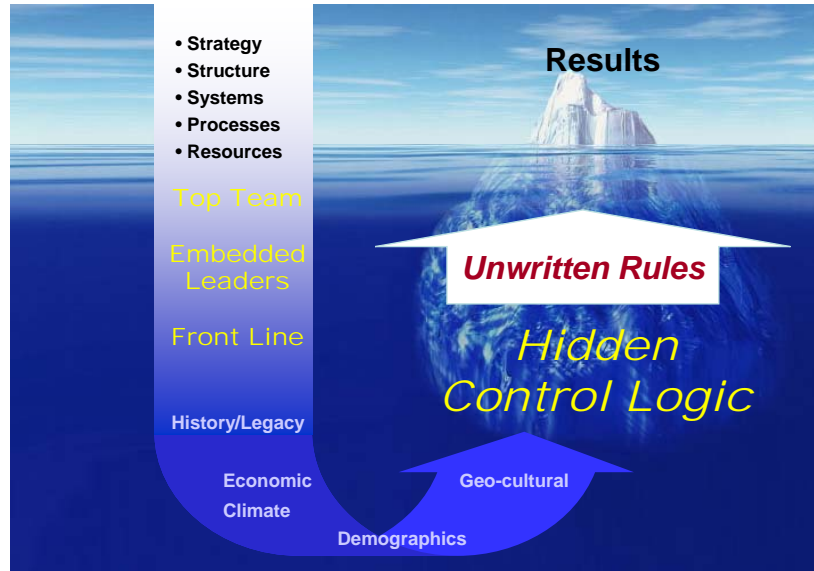 • Strategy
• Structure
• Systems
• Processes
• Resources
Top Team
Embedded
Leaders
Front Line
History/Legacy
Economic
Climate
Demographics
Geo-cultural
Results
Unwritten Rules
Hidden
Control Logic